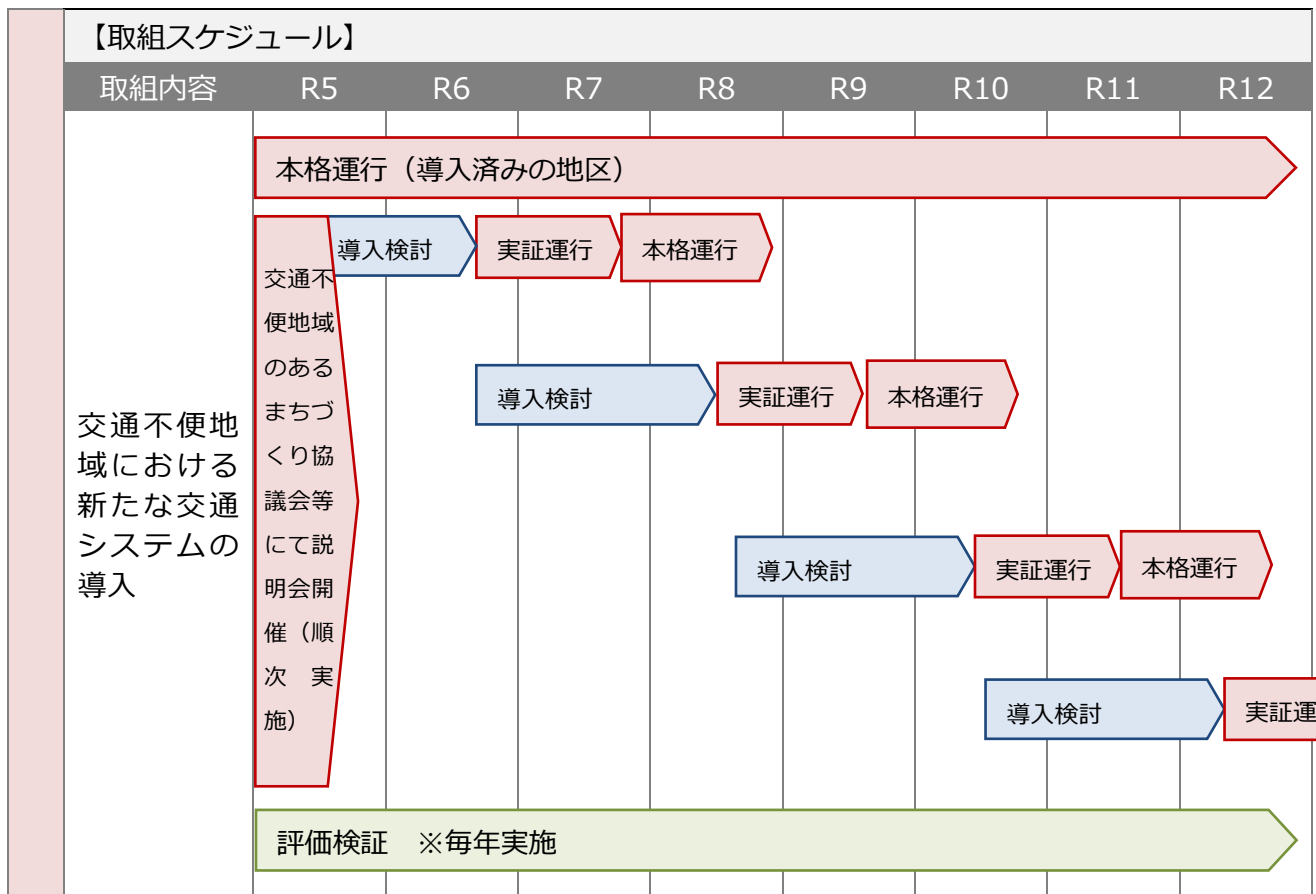 【取組スケジュール】
取組内容 R5 R6 R7 R8 R9 R10 R11 R12
本格運行（導入済みの地区）
導入検討 実証運行 本格運行
交通不
便地域
のある
まちづ
くり協
議会等
にて説
明会開
催（順
次 実
施）
導入検討 実証運行 本格運行
交通不便地
域における
新たな交通
システムの
導入
導入検討 実証運行 本格運行
導入検討 実証運
評価検証 ※毎年実施